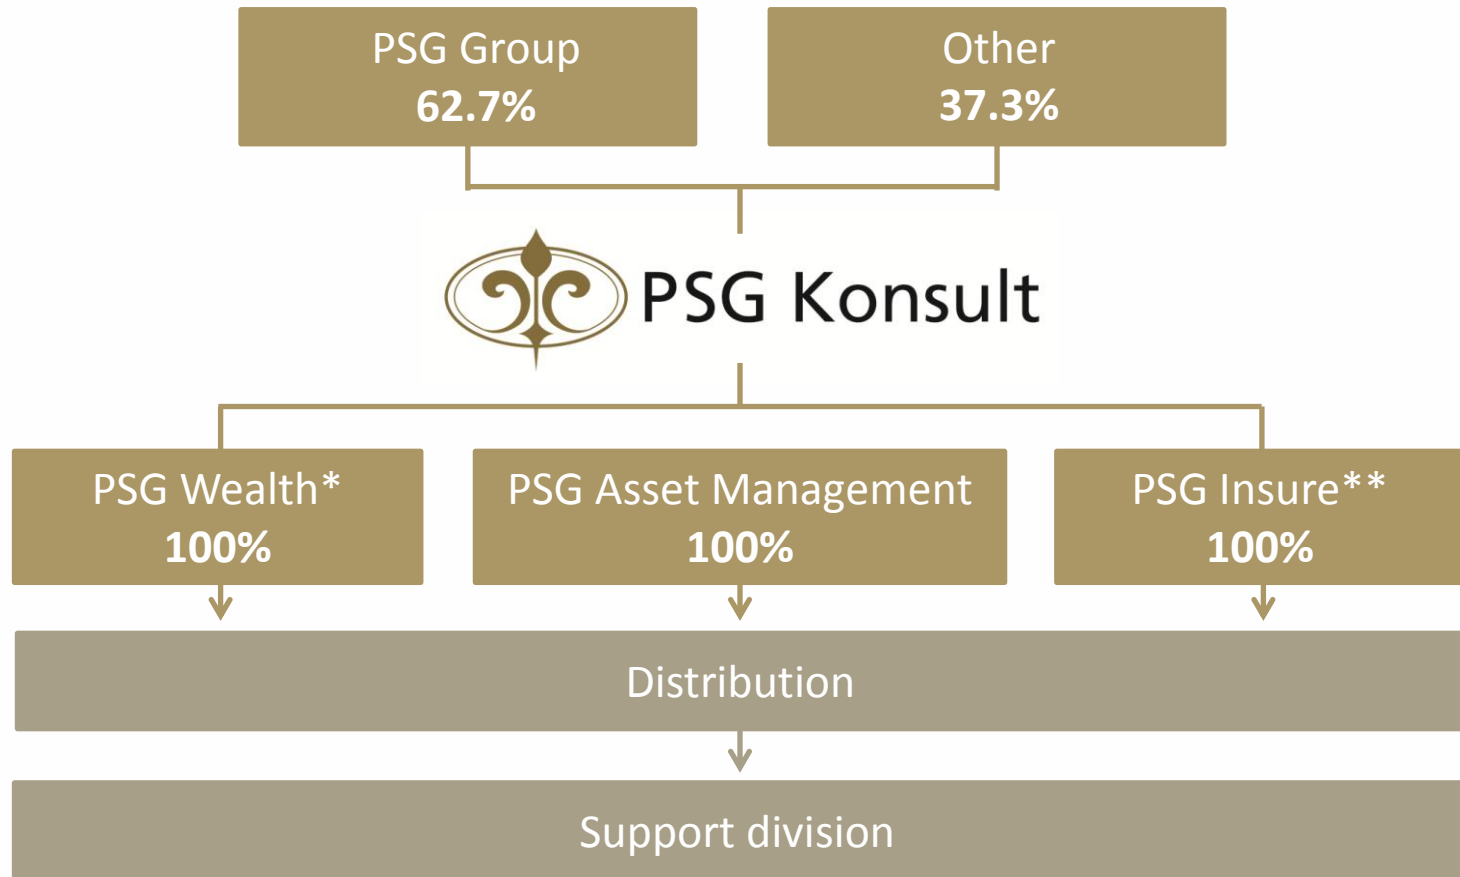 PSG Group
62.7%
Other
37.3%
PSG Konsult
PSG Wealth*
100%
PSG Asset Management
100%
PSG Insure**
100%
Distribution
Support division